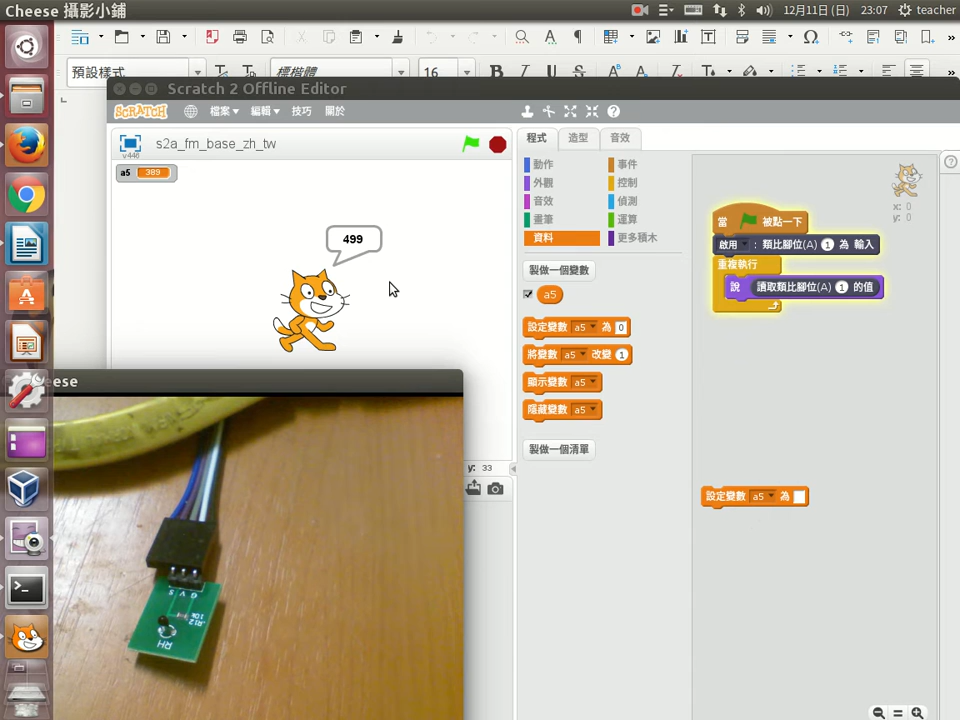 Cheese 攝影小舖
12月11日 (日) 23:07 teacher
預設樣式 標楷體 16
Scratch 2 Offline Editor
SCRATCH 檔案 編輯 技巧 關於
s2a_fm_base_zh_tw
v446
a5 389
499
程式 造型 音效
動作 事件
外觀 控制
音效 偵測
畫筆 運算
資料 更多積木
製做一個變數
a5
設定變數 a5 為 0
將變數 a5 改變 1
顯示變數 a5
隱藏變數 a5
製做一個清單
x: 0
y: 0
當 被點一下
啟用 : 類比腳位(A) 1 為 輸入
重複執行
說 讀取類比腳位(A) 1 的值
設定變數 a5 為
y: 33
eese
S V G
R12
10K
RH